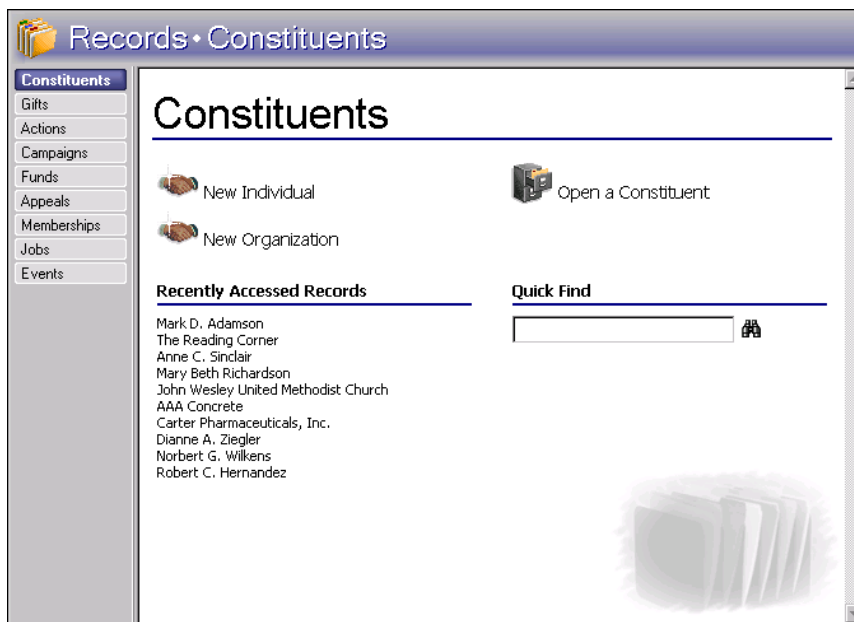 Records • Constituents
Constituents
Gifts
Actions
Campaigns
Funds
Appeals
Memberships
Jobs
Events
Constituents
New Individual
Open a Constituent
New Organization
Recently Accessed Records
Mark D. Adamson
The Reading Corner
Anne C. Sinclair
Mary Beth Richardson
John Wesley United Methodist Church
AAA Concrete
Carter Pharmaceuticals, Inc.
Dianne A. Ziegler
Norbert G. Wilkens
Robert C. Hernandez
Quick Find